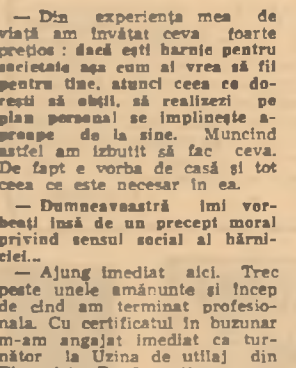 — Din experiența mea de
viață am învățat ceva foarte
prețios : dacă ești harnic pentru
societate așa cum ai vrea să fii
pentru tine, atunci ceea ce do-
rești să obții, să realizezi pe
plan personal se împlinește a-
proape de la sine. Muncind
astfel am izbutit să fac ceva.
De fapt e vorba de casă și tot
ceea ce este necesar în ea.
— Dumneavoastră îmi vor-
beați însă de un precept moral
privind sensul social al hărni-
ciei...
— Ajung imediat aici. Trec
peste unele amănunte și încep
de cînd am terminat profesio-
nala. Cu certificatul în buzunar
m-am angajat imediat ca tur-
nător la Uzina de utilaj din